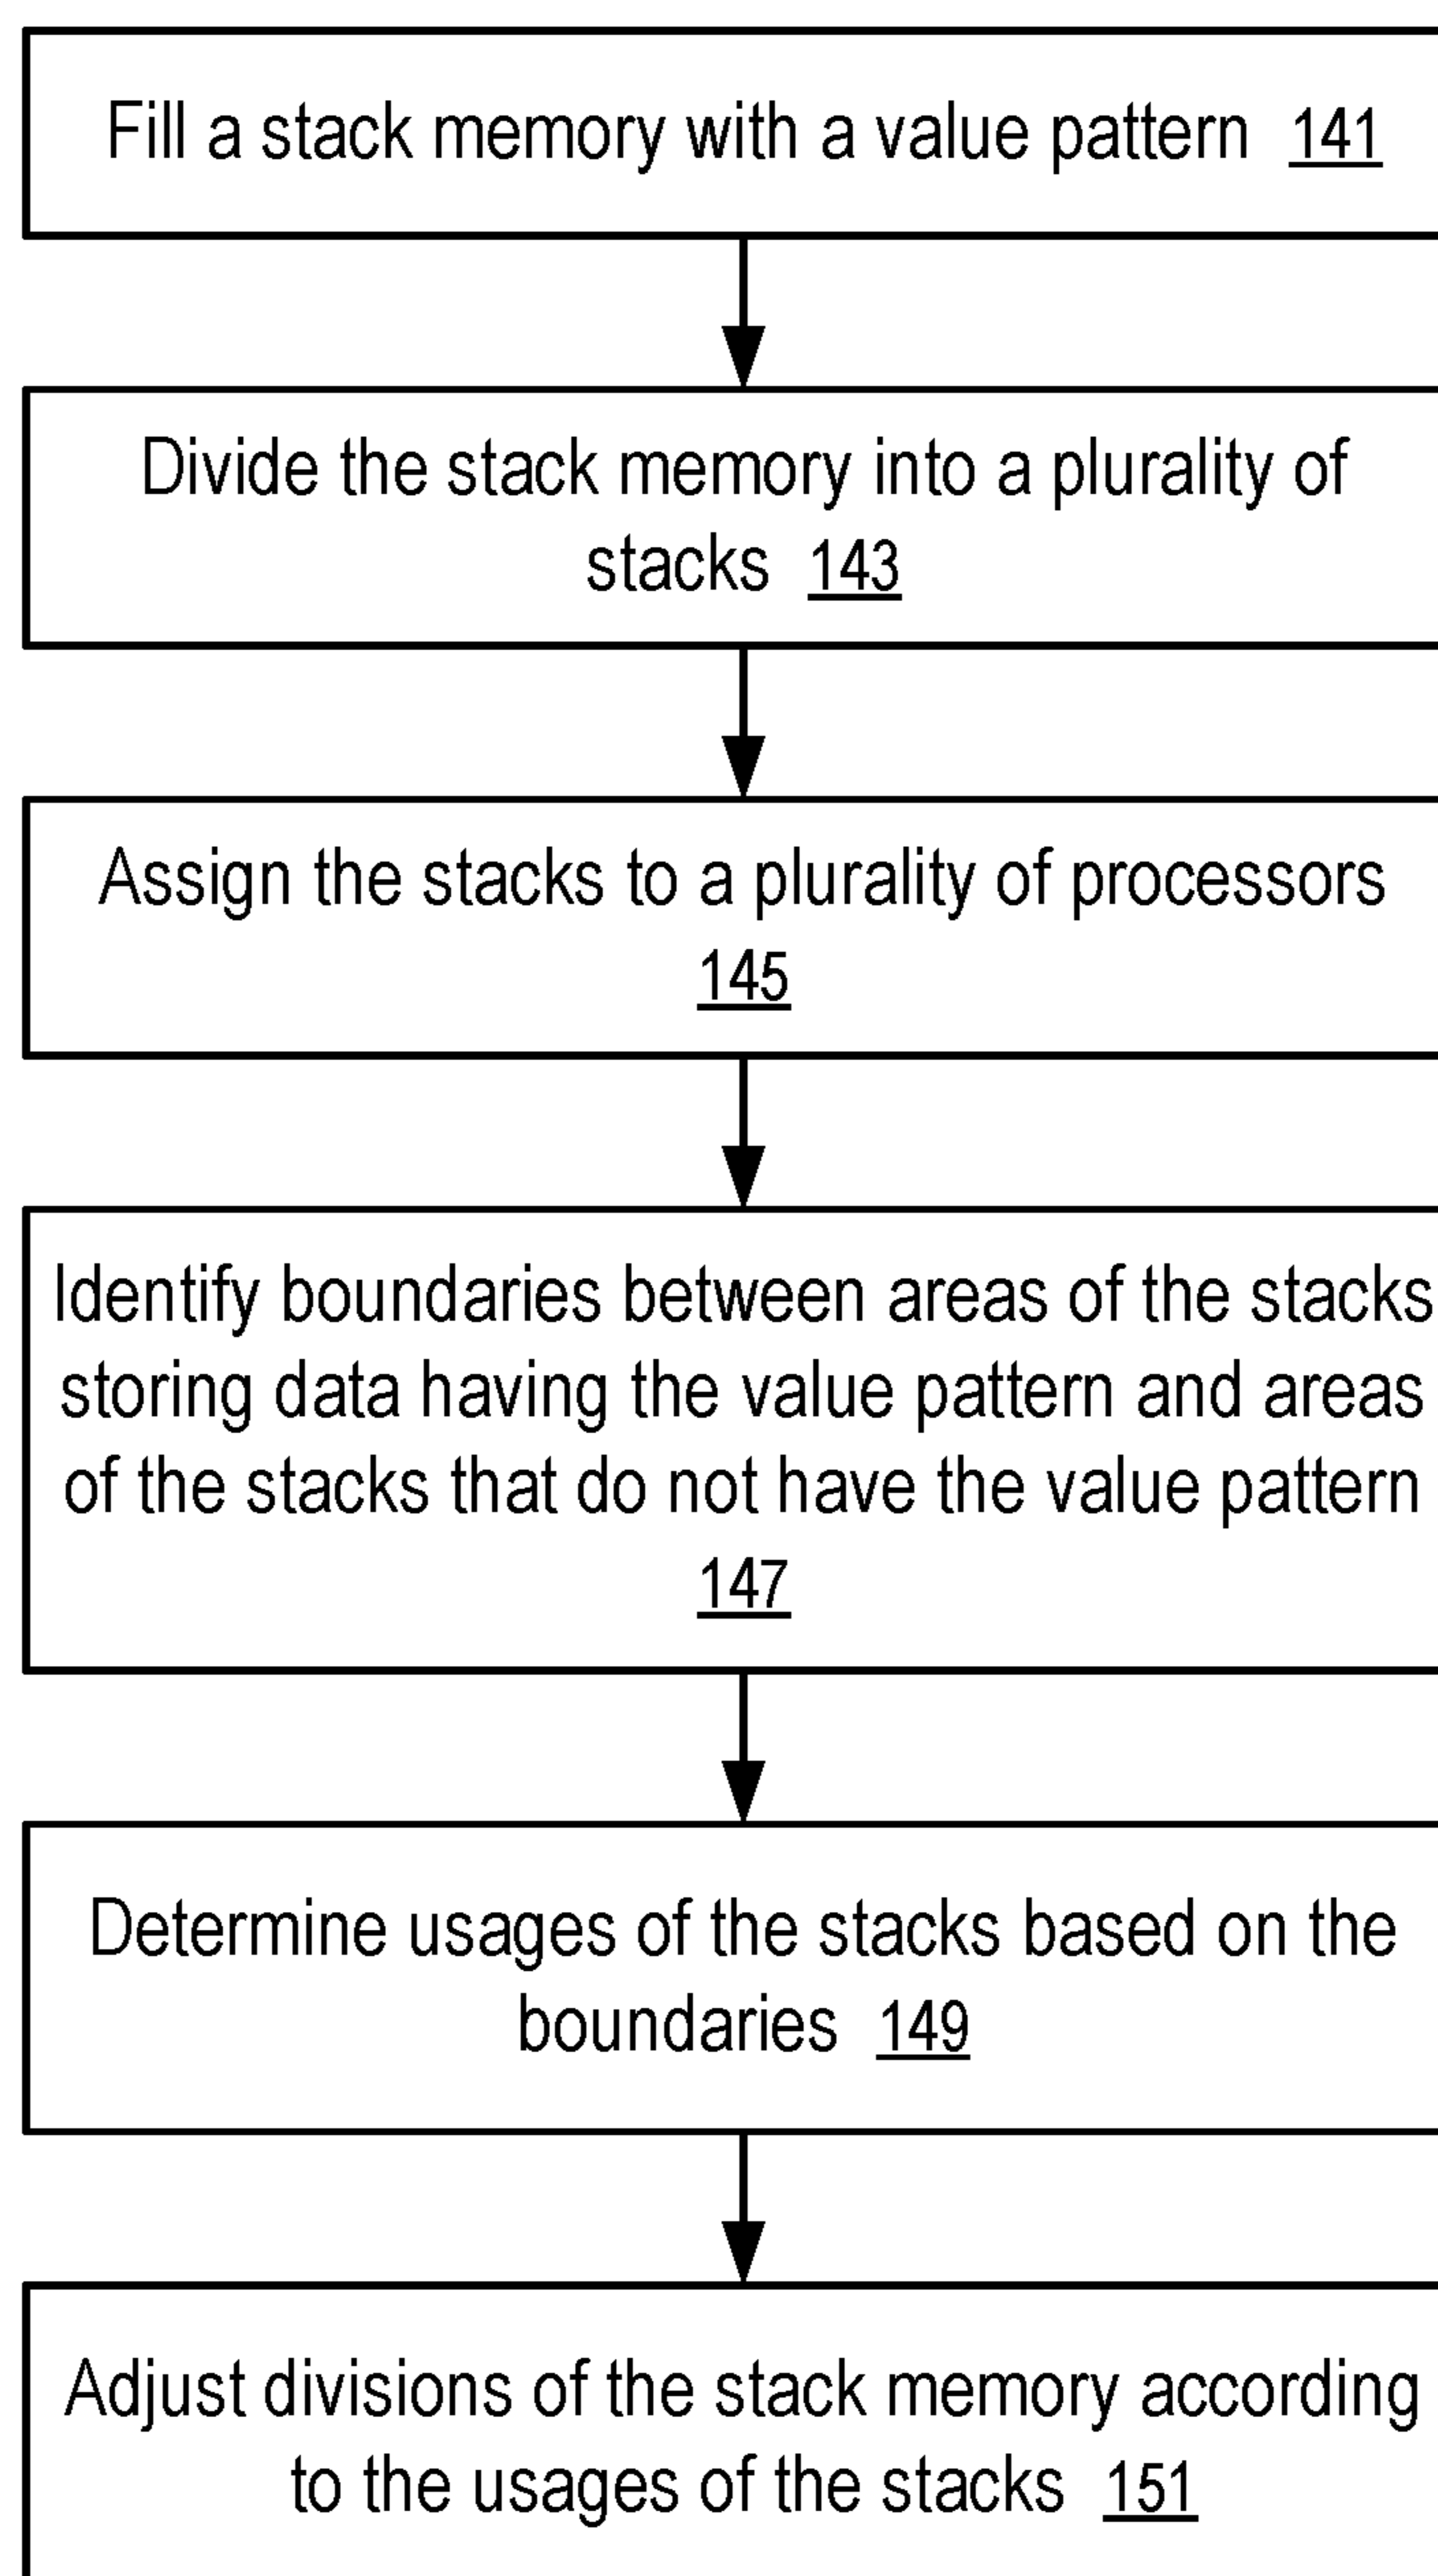 Fill a stack memory with a value pattern 141
Divide the stack memory into a plurality of
stacks 143
Assign the stacks to a plurality of processors
145
Identify boundaries between areas of the stacks
storing data having the value pattern and areas
of the stacks that do not have the value pattern
147
Determine usages of the stacks based on the
boundaries 149
Adjust divisions of the stack memory according
to the usages of the stacks 151